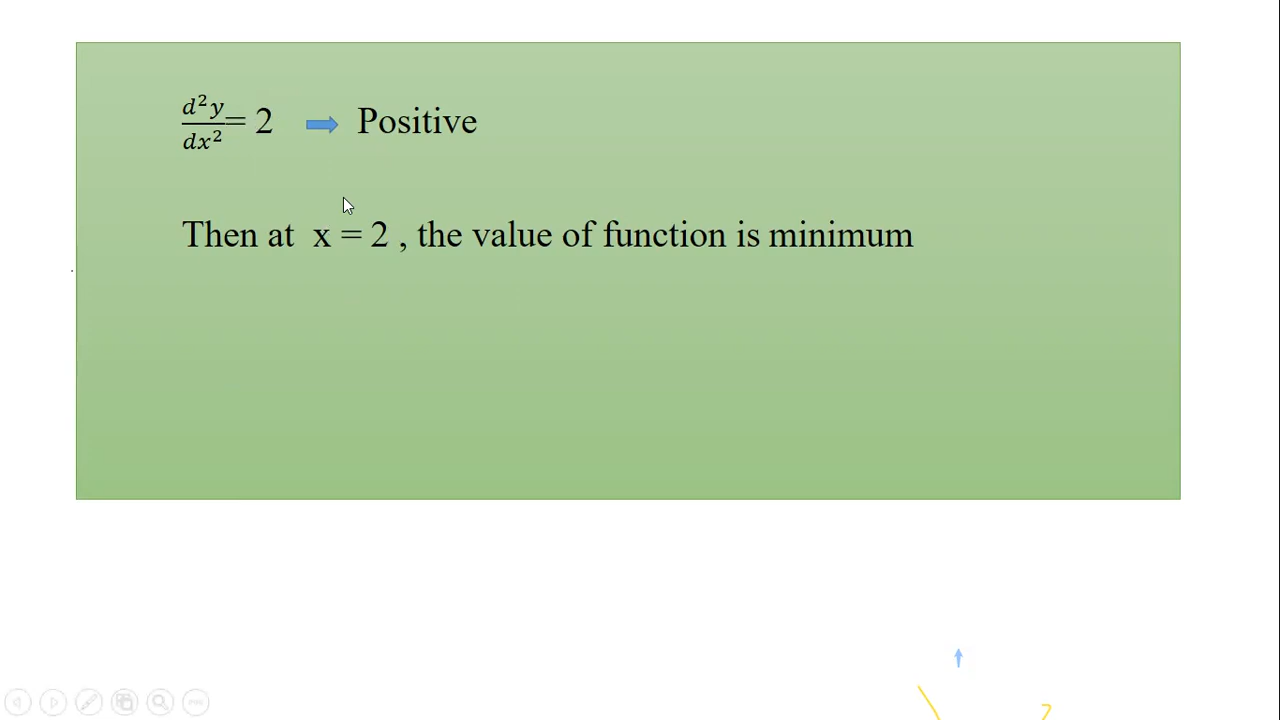 d²y/dx² = 2 ➡ Positive
Then at x = 2 , the value of function is minimum